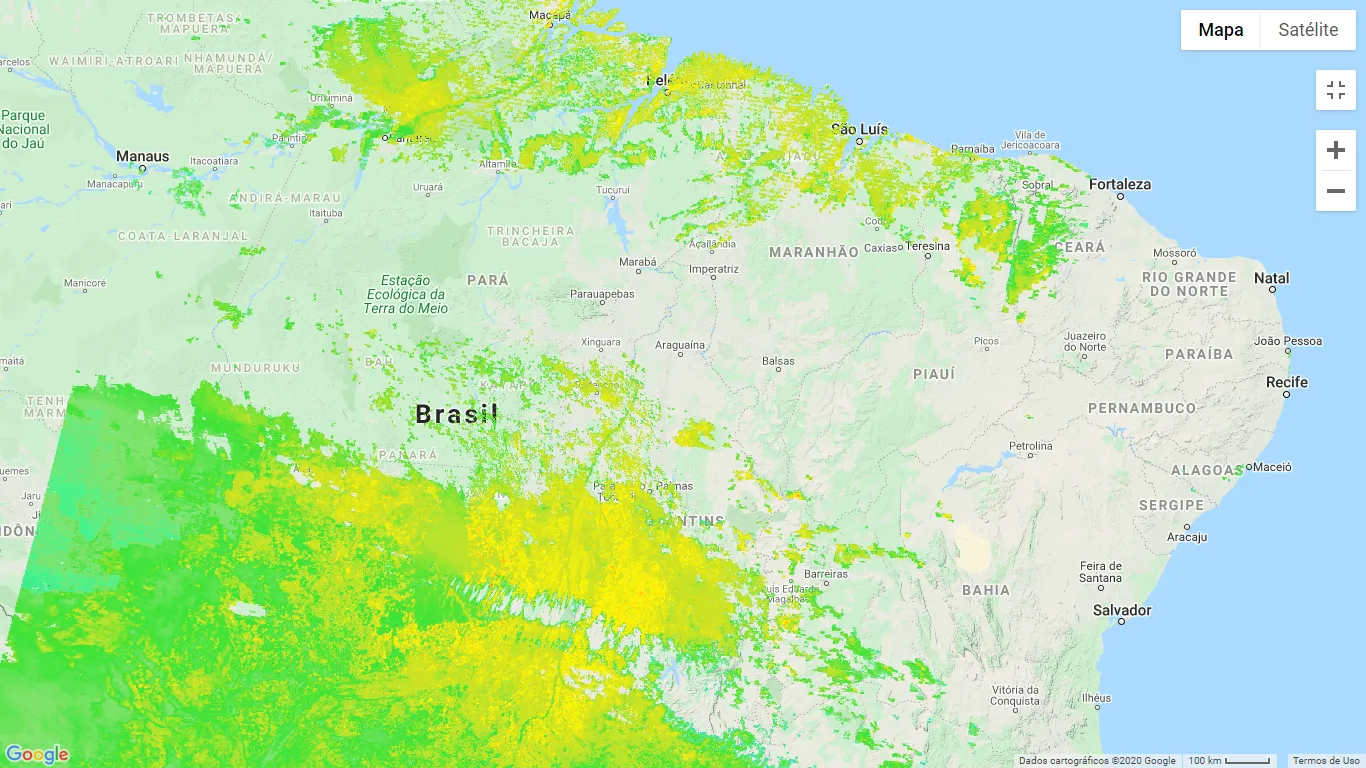 Macapá
TROMBETAS/
MAPUERA
Mapa
Satélite
WAIMIRI-ATROARI
NHAMUNDÁ/
MAPUERA
Oriximiná
Parque
Nacional
do Jaú
São Luís
Parnaíba
Vila de
Jericoacoara
Manaus
Itacoatiara
Manacapuru
Altamira
Uruará
Tucuruí
Sobral
Fortaleza
ANDIRÁ-MARAU
Itaituba
COATA-LARANJAL
TRINCHEIRA
BACAJA
Açailândia
MARANHÃO
Caxias
Teresina
CEARÁ
Mossoró
Marabá
Imperatriz
Manicoré
Estação
Ecológica da
Terra do Meio
PARÁ
Parauapebas
RIO GRANDE
DO NORTE
Natal
Xinguara
Araguaína
Balsas
Picos
Juazeiro
do Norte
João Pessoa
PARAÍBA
MUNDURUKU
PIAUÍ
Recife
Brasil
PERNAMBUCO
PANARÁ
Petrolina
ALAGOAS
Maceió
Palmas
SERGIPE
Aracaju
Barreiras
BAHIA
Feira de
Santana
Salvador
Vitória da
Conquista
Ilhéus
Google
Dados cartográficos ©2020 Google
100 km
Termos de Uso